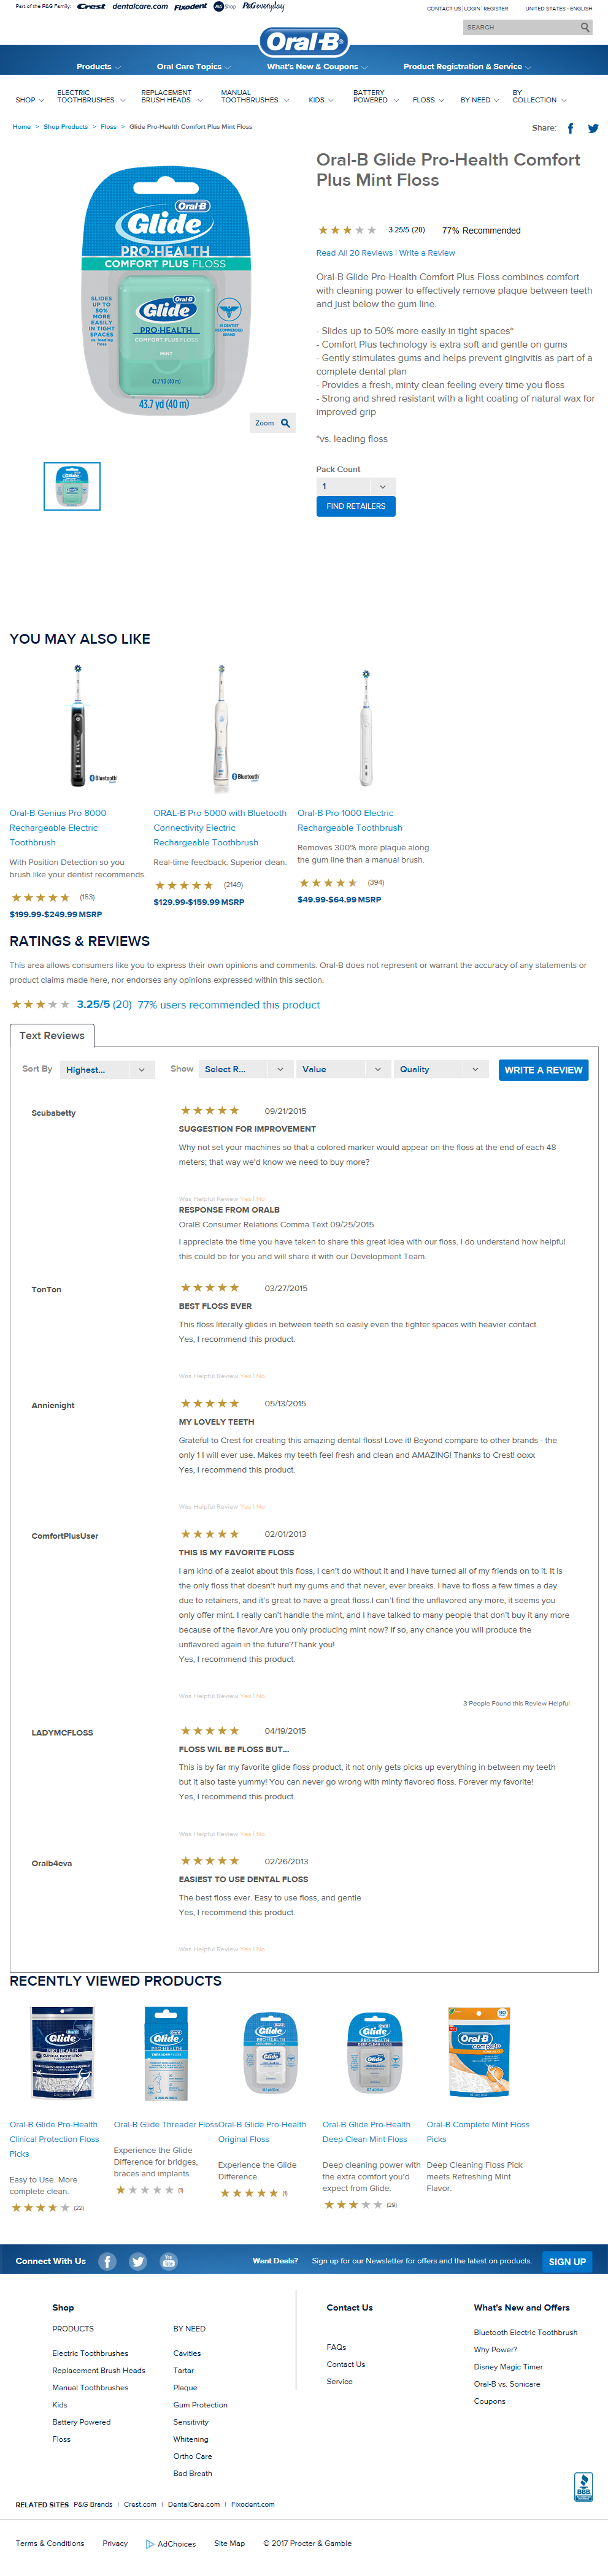 Part of the P&G Family: Crest dentalcare.com Fixodent P&G Shop P&Geveryday
CONTACT US | LOGIN | REGISTER UNITED STATES - ENGLISH
SEARCH
Oral-B
Products Oral Care Topics What's New & Coupons Product Registration & Service
SHOP ELECTRIC TOOTHBRUSHES REPLACEMENT BRUSH HEADS MANUAL TOOTHBRUSHES KIDS BATTERY POWERED FLOSS BY NEED BY COLLECTION
Home > Shop Products > Floss > Glide Pro-Health Comfort Plus Mint Floss
Share:
Oral-B Glide Pro-Health Comfort
Plus Mint Floss
3.25/5 (20) 77% Recommended
Read All 20 Reviews | Write a Review
Oral-B Glide Pro-Health Comfort Plus Floss combines comfort
with cleaning power to effectively remove plaque between teeth
and just below the gum line.
- Slides up to 50% more easily in tight spaces*
- Comfort Plus technology is extra soft and gentle on gums
- Gently stimulates gums and helps prevent gingivitis as part of a
complete dental plan
- Provides a fresh, minty clean feeling every time you floss
- Strong and shred resistant with a light coating of natural wax for
improved grip
*vs. leading floss
Pack Count
1
FIND RETAILERS
Oral-B
Glide
PRO-HEALTH
COMFORT PLUS FLOSS
SLIDES
UP TO
50%
MORE
EASILY
IN TIGHT
SPACES
vs. leading
floss
Oral-B
Glide
PRO-HEALTH
COMFORT PLUS FLOSS
MINT
43.7 YD (40 m)
#1 DENTIST
RECOMMENDED
BRAND
43.7 yd (40 m)
Zoom
YOU MAY ALSO LIKE
Bluetooth
Bluetooth
Oral-B Genius Pro 8000
Rechargeable Electric
Toothbrush
With Position Detection so you
brush like your dentist recommends.
(153)
$199.99-$249.99 MSRP
ORAL-B Pro 5000 with Bluetooth
Connectivity Electric
Rechargeable Toothbrush
Real-time feedback. Superior clean.
(2149)
$129.99-$159.99 MSRP
Oral-B Pro 1000 Electric
Rechargeable Toothbrush
Removes 300% more plaque along
the gum line than a manual brush.
(394)
$49.99-$64.99 MSRP
RATINGS & REVIEWS
This area allows consumers like you to express their own opinions and comments. Oral-B does not represent or warrant the accuracy of any statements or
product claims made here, nor endorses any opinions expressed within this section.
3.25/5 (20) 77% users recommended this product
Text Reviews
Sort By Highest... Show Select R... Value Quality WRITE A REVIEW
Scubabetty 09/21/2015
SUGGESTION FOR IMPROVEMENT
Why not set your machines so that a colored marker would appear on the floss at the end of each 48
meters; that way we'd know we need to buy more?
Was Helpful Review Yes | No
RESPONSE FROM ORALB
OralB Consumer Relations Comma Text 09/25/2015
I appreciate the time you have taken to share this great idea with our floss. I do understand how helpful
this could be for you and will share it with our Development Team.
TonTon 03/27/2015
BEST FLOSS EVER
This floss literally glides in between teeth so easily even the tighter spaces with heavier contact.
Yes, I recommend this product.
Was Helpful Review Yes | No
Annienight 05/13/2015
MY LOVELY TEETH
Grateful to Crest for creating this amazing dental floss! Love it! Beyond compare to other brands - the
only 1 I will ever use. Makes my teeth feel fresh and clean and AMAZING! Thanks to Crest! ooxx
Yes, I recommend this product.
Was Helpful Review Yes | No
ComfortPlusUser 02/01/2013
THIS IS MY FAVORITE FLOSS
I am kind of a zealot about this floss, I can't do without it and I have turned all of my friends on to it. It is
the only floss that doesn't hurt my gums and that never, ever breaks. I have to floss a few times a day
due to retainers, and it's great to have a great floss.I can't find the unflavored any more, it seems you
only offer mint. I really can't handle the mint, and I have talked to many people that don't buy it any more
because of the flavor.Are you only producing mint now? If so, any chance you will produce the
unflavored again in the future?Thank you!
Yes, I recommend this product.
Was Helpful Review Yes | No
3 People Found this Review Helpful
LADYMCFLOSS 04/19/2015
FLOSS WIL BE FLOSS BUT...
This is by far my favorite glide floss product, it not only gets picks up everything in between my teeth
but it also taste yummy! You can never go wrong with minty flavored floss. Forever my favorite!
Yes, I recommend this product.
Was Helpful Review Yes | No
Oralb4eva 02/26/2013
EASIEST TO USE DENTAL FLOSS
The best floss ever. Easy to use floss, and gentle
Yes, I recommend this product.
Was Helpful Review Yes | No
RECENTLY VIEWED PRODUCTS
Oral-B Glide Pro-Health
Clinical Protection Floss
Picks
Easy to Use. More
complete clean.
(22)
Oral-B Glide Threader Floss
Experience the Glide
Difference for bridges,
braces and implants.
(1)
Oral-B Glide Pro-Health
Original Floss
Experience the Glide
Difference.
(1)
Oral-B Glide Pro-Health
Deep Clean Mint Floss
Deep cleaning power with
the extra comfort you'd
expect from Glide.
(29)
Oral-B Complete Mint Floss
Picks
Deep Cleaning Floss Pick
meets Refreshing Mint
Flavor.
Connect With Us Want Deals? Sign up for our Newsletter for offers and the latest on products. SIGN UP
Shop
PRODUCTS
Electric Toothbrushes
Replacement Brush Heads
Manual Toothbrushes
Kids
Battery Powered
Floss
BY NEED
Cavities
Tartar
Plaque
Gum Protection
Sensitivity
Whitening
Ortho Care
Bad Breath
Contact Us
FAQs
Contact Us
Service
What's New and Offers
Bluetooth Electric Toothbrush
Why Power?
Disney Magic Timer
Oral-B vs. Sonicare
Coupons
BBB
RELATED SITES P&G Brands | Crest.com | DentalCare.com | Fixodent.com
Terms & Conditions Privacy AdChoices Site Map © 2017 Procter & Gamble